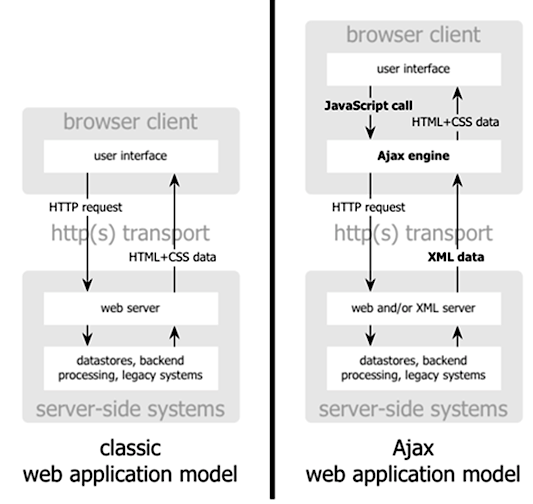 browser client
user interface
HTTP request
http(s) transport
HTML+CSS data
web server
datastores, backend
processing, legacy systems
server-side systems
classic
web application model
browser client
user interface
JavaScript call
HTML+CSS data
Ajax engine
HTTP request
http(s) transport
XML data
web and/or XML server
datastores, backend
processing, legacy systems
server-side systems
Ajax
web application model